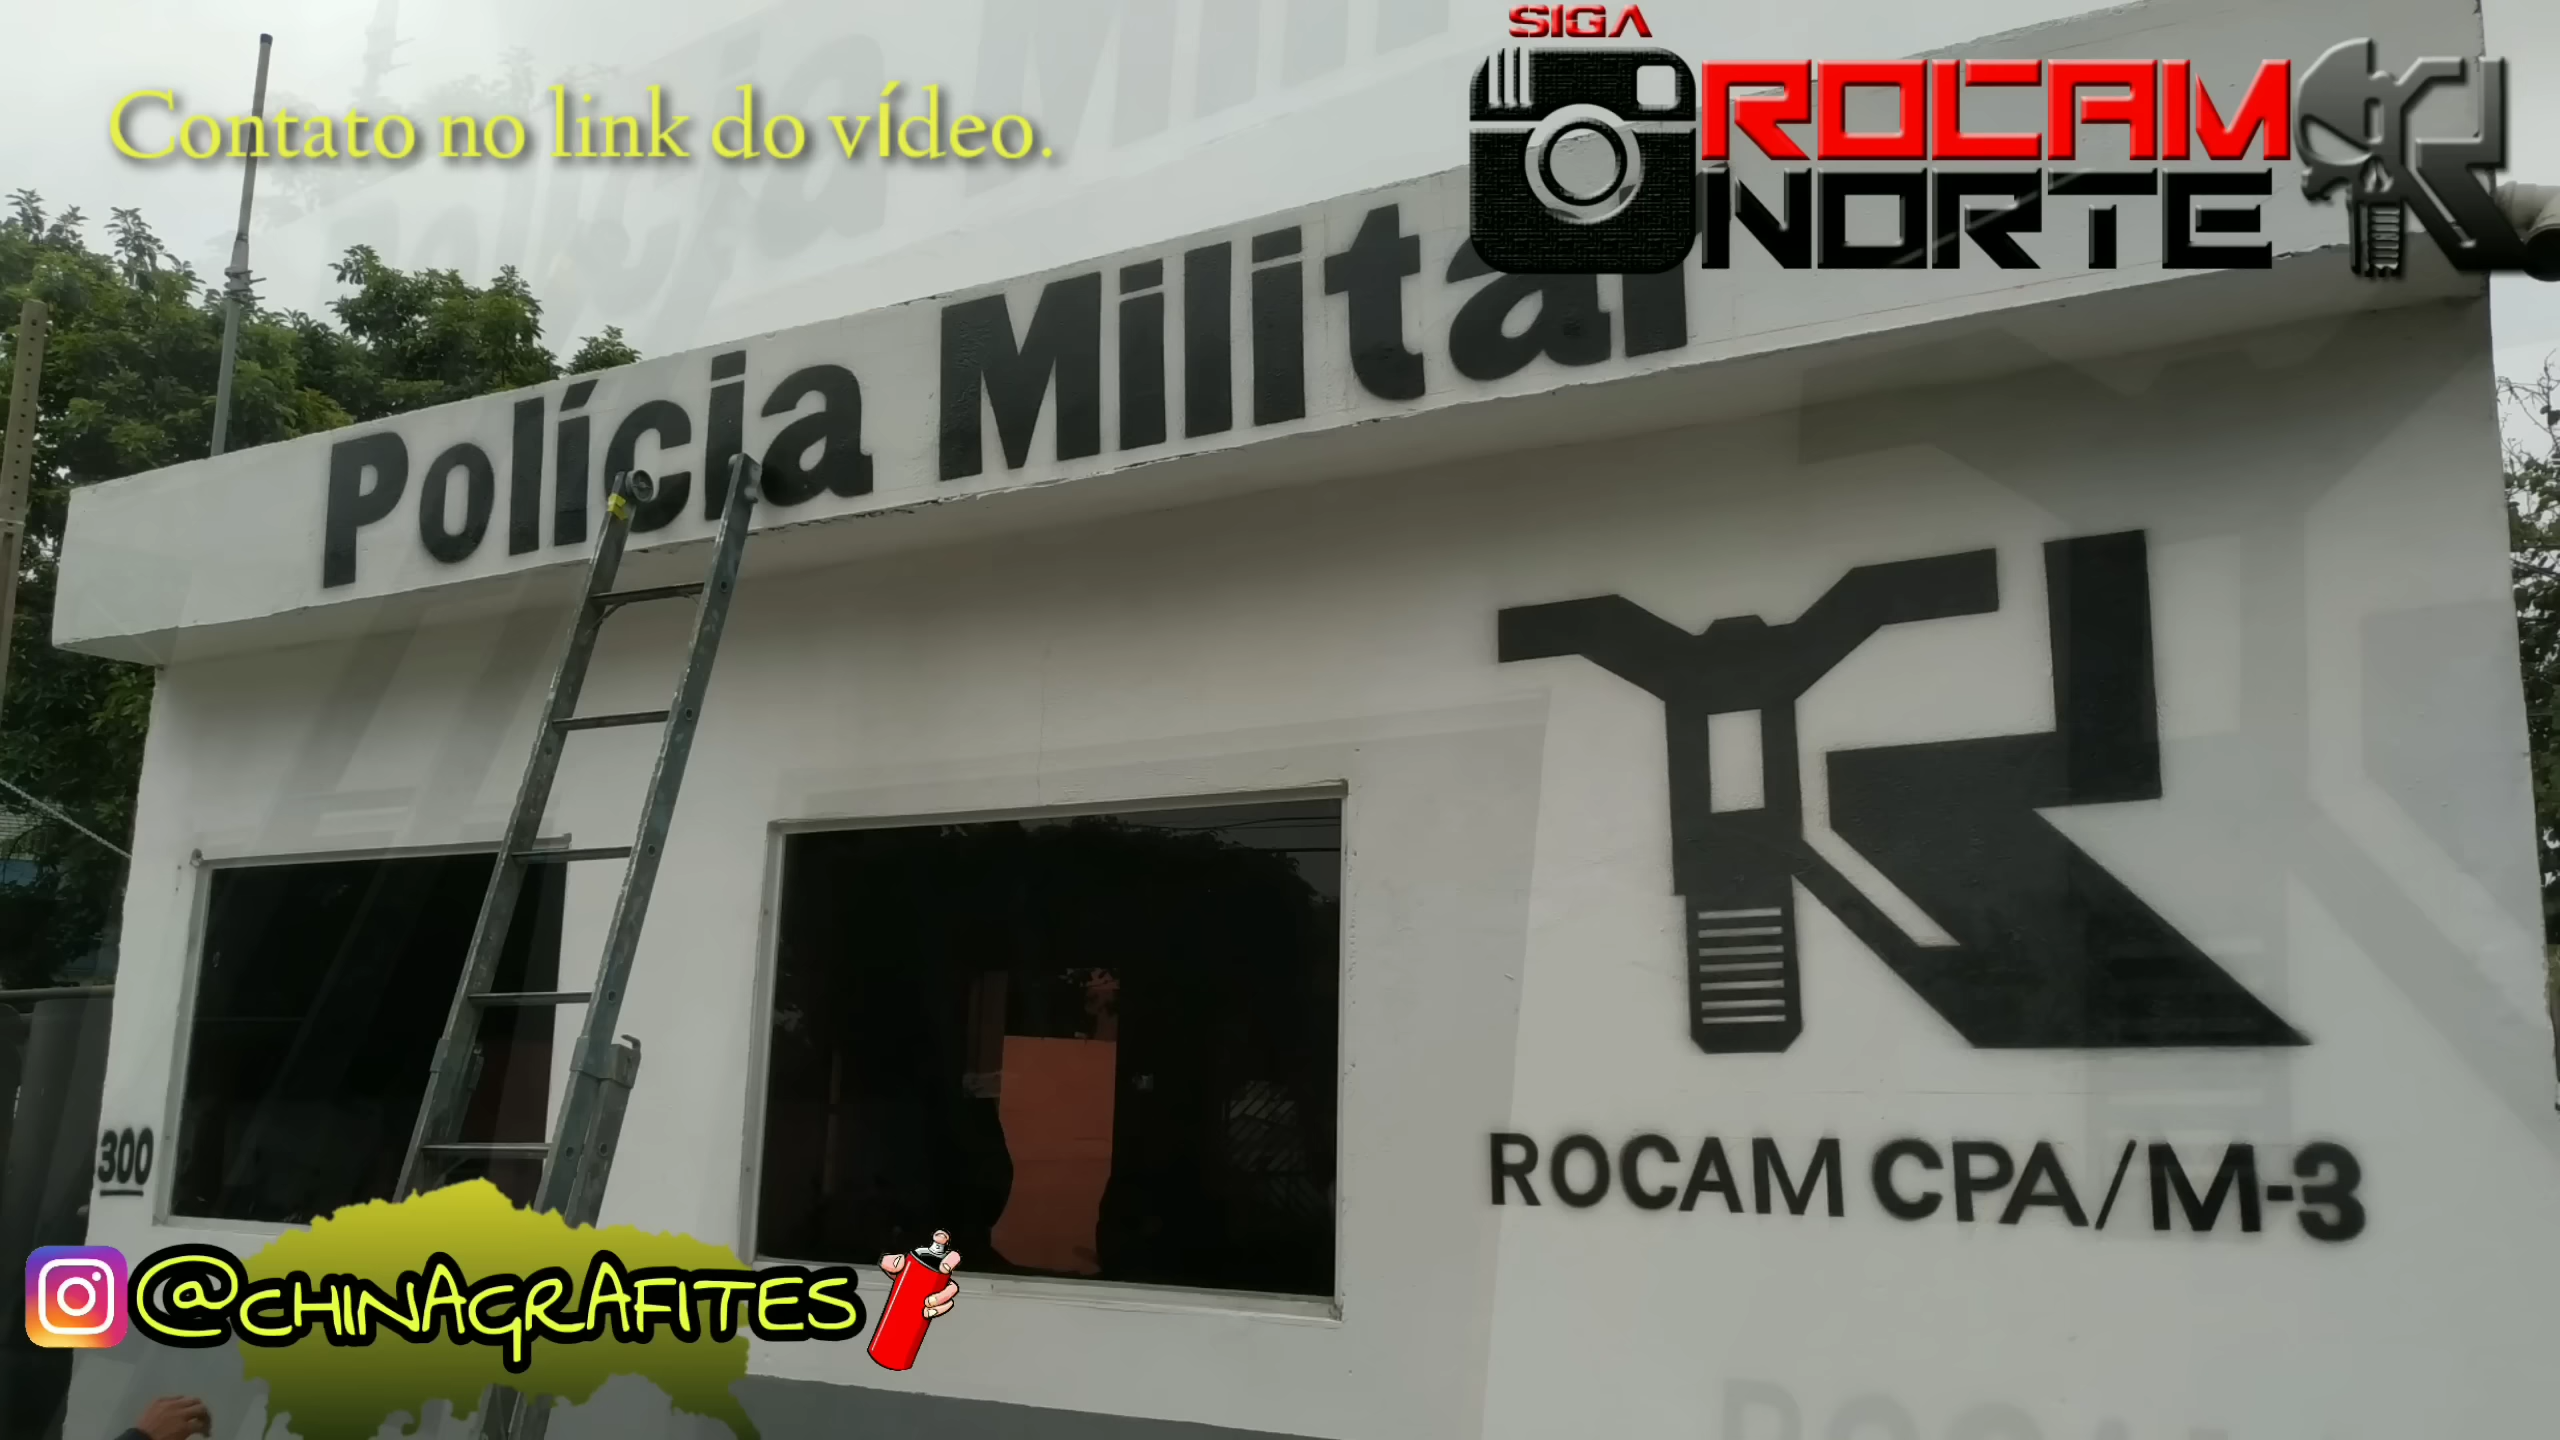 SIGA
ROCAM
NORTE
Contato no link do vídeo.
Polícia Militar
ROCAM CPA/M-3
300
@CHINAGRAFITES